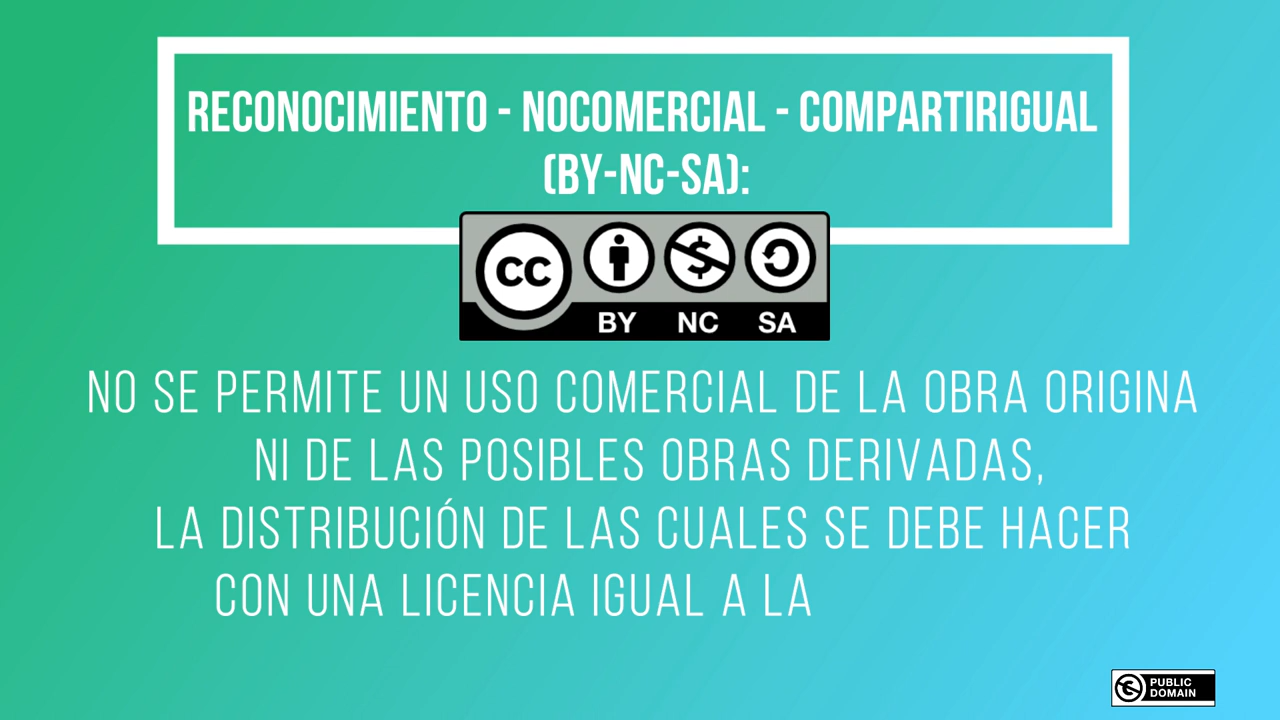 RECONOCIMIENTO - NOCOMERCIAL - COMPARTIRIGUAL
(BY-NC-SA):
CC
BY NC SA
NO SE PERMITE UN USO COMERCIAL DE LA OBRA ORIGINA
NI DE LAS POSIBLES OBRAS DERIVADAS,
LA DISTRIBUCIÓN DE LAS CUALES SE DEBE HACER
CON UNA LICENCIA IGUAL A LA
PUBLIC
DOMAIN